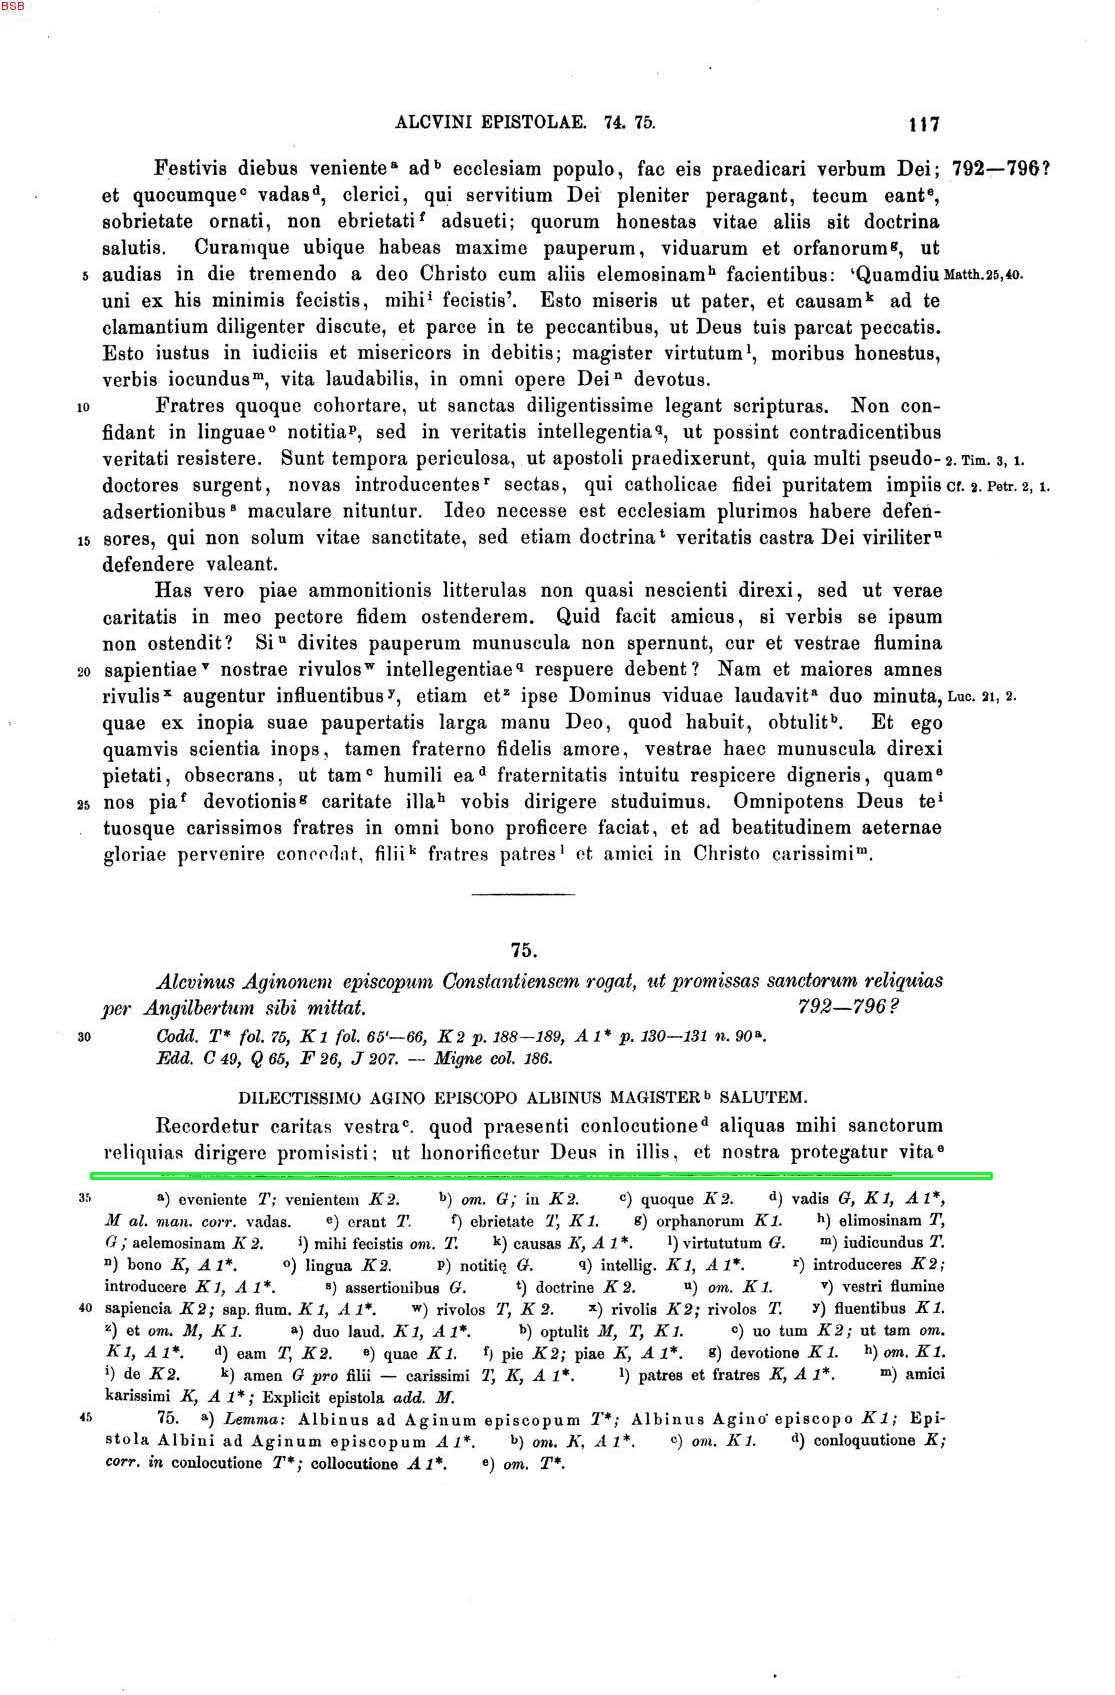 BSB
ALCVINI EPISTOLAE. 74. 75. 117
Festivis diebus veniente a ad b ecclesiam populo, fac eis praedicari verbum Dei; 792—796?
et quocumque c vadas d, clerici, qui servitium Dei pleniter peragant, tecum eant e,
sobrietate ornati, non ebrietati f adsueti; quorum honestas vitae aliis sit doctrina
salutis. Curamque ubique habeas maxime pauperum, viduarum et orfanorum g, ut
5 audias in die tremendo a deo Christo cum aliis elemosinam h facientibus: 'Quamdiu Matth. 25, 40.
uni ex his minimis fecistis, mihi i fecistis'. Esto miseris ut pater, et causam k ad te
clamantium diligenter discute, et parce in te peccantibus, ut Deus tuis parcat peccatis.
Esto iustus in iudiciis et misericors in debitis; magister virtutum l, moribus honestus,
verbis iocundus m, vita laudabilis, in omni opere Dei n devotus.
10 Fratres quoque cohortare, ut sanctas diligentissime legant scripturas. Non con-
fidant in linguae o notitia p, sed in veritatis intellegentia q, ut possint contradicentibus
veritati resistere. Sunt tempora periculosa, ut apostoli praedixerunt, quia multi pseudo- 2. Tim. 3, 1.
doctores surgent, novas introducentes r sectas, qui catholicae fidei puritatem impiis Cf. 2. Petr. 2, 1.
adsertionibus s maculare nituntur. Ideo necesse est ecclesiam plurimos habere defen-
15 sores, qui non solum vitae sanctitate, sed etiam doctrina t veritatis castra Dei viriliter u
defendere valeant.
Has vero piae ammonitionis litterulas non quasi nescienti direxi, sed ut verae
caritatis in meo pectore fidem ostenderem. Quid facit amicus, si verbis se ipsum
non ostendit? Si u divites pauperum munuscula non spernunt, cur et vestrae flumina
20 sapientiae v nostrae rivulos w intellegentiae q respuere debent? Nam et maiores amnes
rivulis x augentur influentibus y, etiam et z ipse Dominus viduae laudavit a duo minuta, Luc. 21, 2.
quae ex inopia suae paupertatis larga manu Deo, quod habuit, obtulit b. Et ego
quamvis scientia inops, tamen fraterno fidelis amore, vestrae haec munuscula direxi
pietati, obsecrans, ut tam c humili ea d fraternitatis intuitu respicere digneris, quam e
25 nos pia f devotionis g caritate illa h vobis dirigere studuimus. Omnipotens Deus te i
tuosque carissimos fratres in omni bono proficere faciat, et ad beatitudinem aeternae
gloriae pervenire concedat, filii k fratres patres l et amici in Christo carissimi m.
75.
Alcvinus Aginonem episcopum Constantiensem rogat, ut promissas sanctorum reliquias
per Angilbertum sibi mittat. 792—796?
30 Codd. T* fol. 75, K 1 fol. 65'—66, K 2 p. 188—189, A 1* p. 130—131 n. 90 a.
Edd. C 49, Q 65, F 26, J 207. — Migne col. 186.
DILECTISSIMO AGINO EPISCOPO ALBINUS MAGISTER b SALUTEM.
Recordetur caritas vestra c. quod praesenti conlocutione d aliquas mihi sanctorum
reliquias dirigere promisisti; ut honorificetur Deus in illis, et nostra protegatur vita e
35 a) eveniente T; venientem K 2. b) om. G; in K 2. c) quoque K 2. d) vadis G, K 1, A 1*,
M al. man. corr. vadas. e) erant T. f) ebrietate T, K 1. g) orphanorum K 1. h) elimosinam T,
G; aelemosinam K 2. i) mihi fecistis om. T. k) causas K, A 1*. l) virtututum G. m) iudicundus T.
n) bono K, A 1*. o) lingua K 2. p) notitię G. q) intellig. K 1, A 1*. r) introduceres K 2;
introducere K 1, A 1*. s) assertionibus G. t) doctrine K 2. u) om. K 1. v) vestri flumine
40 sapiencia K 2; sap. flum. K 1, A 1*. w) rivolos T, K 2. x) rivolis K 2; rivolos T. y) fluentibus K 1.
z) et om. M, K 1. a) duo laud. K 1, A 1*. b) optulit M, T, K 1. c) uo tum K 2; ut tam om.
K 1, A 1*. d) eam T, K 2. e) quae K 1. f) pie K 2; piae K, A 1*. g) devotione K 1. h) om. K 1.
i) de K 2. k) amen G pro filii — carissimi T, K, A 1*. l) patres et fratres K, A 1*. m) amici
karissimi K, A 1*; Explicit epistola add. M.
45 75. a) Lemma: Albinus ad Aginum episcopum T*; Albinus Agino episcopo K 1; Epi-
stola Albini ad Aginum episcopum A 1*. b) om. K, A 1*. c) om. K 1. d) conloquutione K;
corr. in conlocutione T*; collocutione A 1*. e) om. T*.